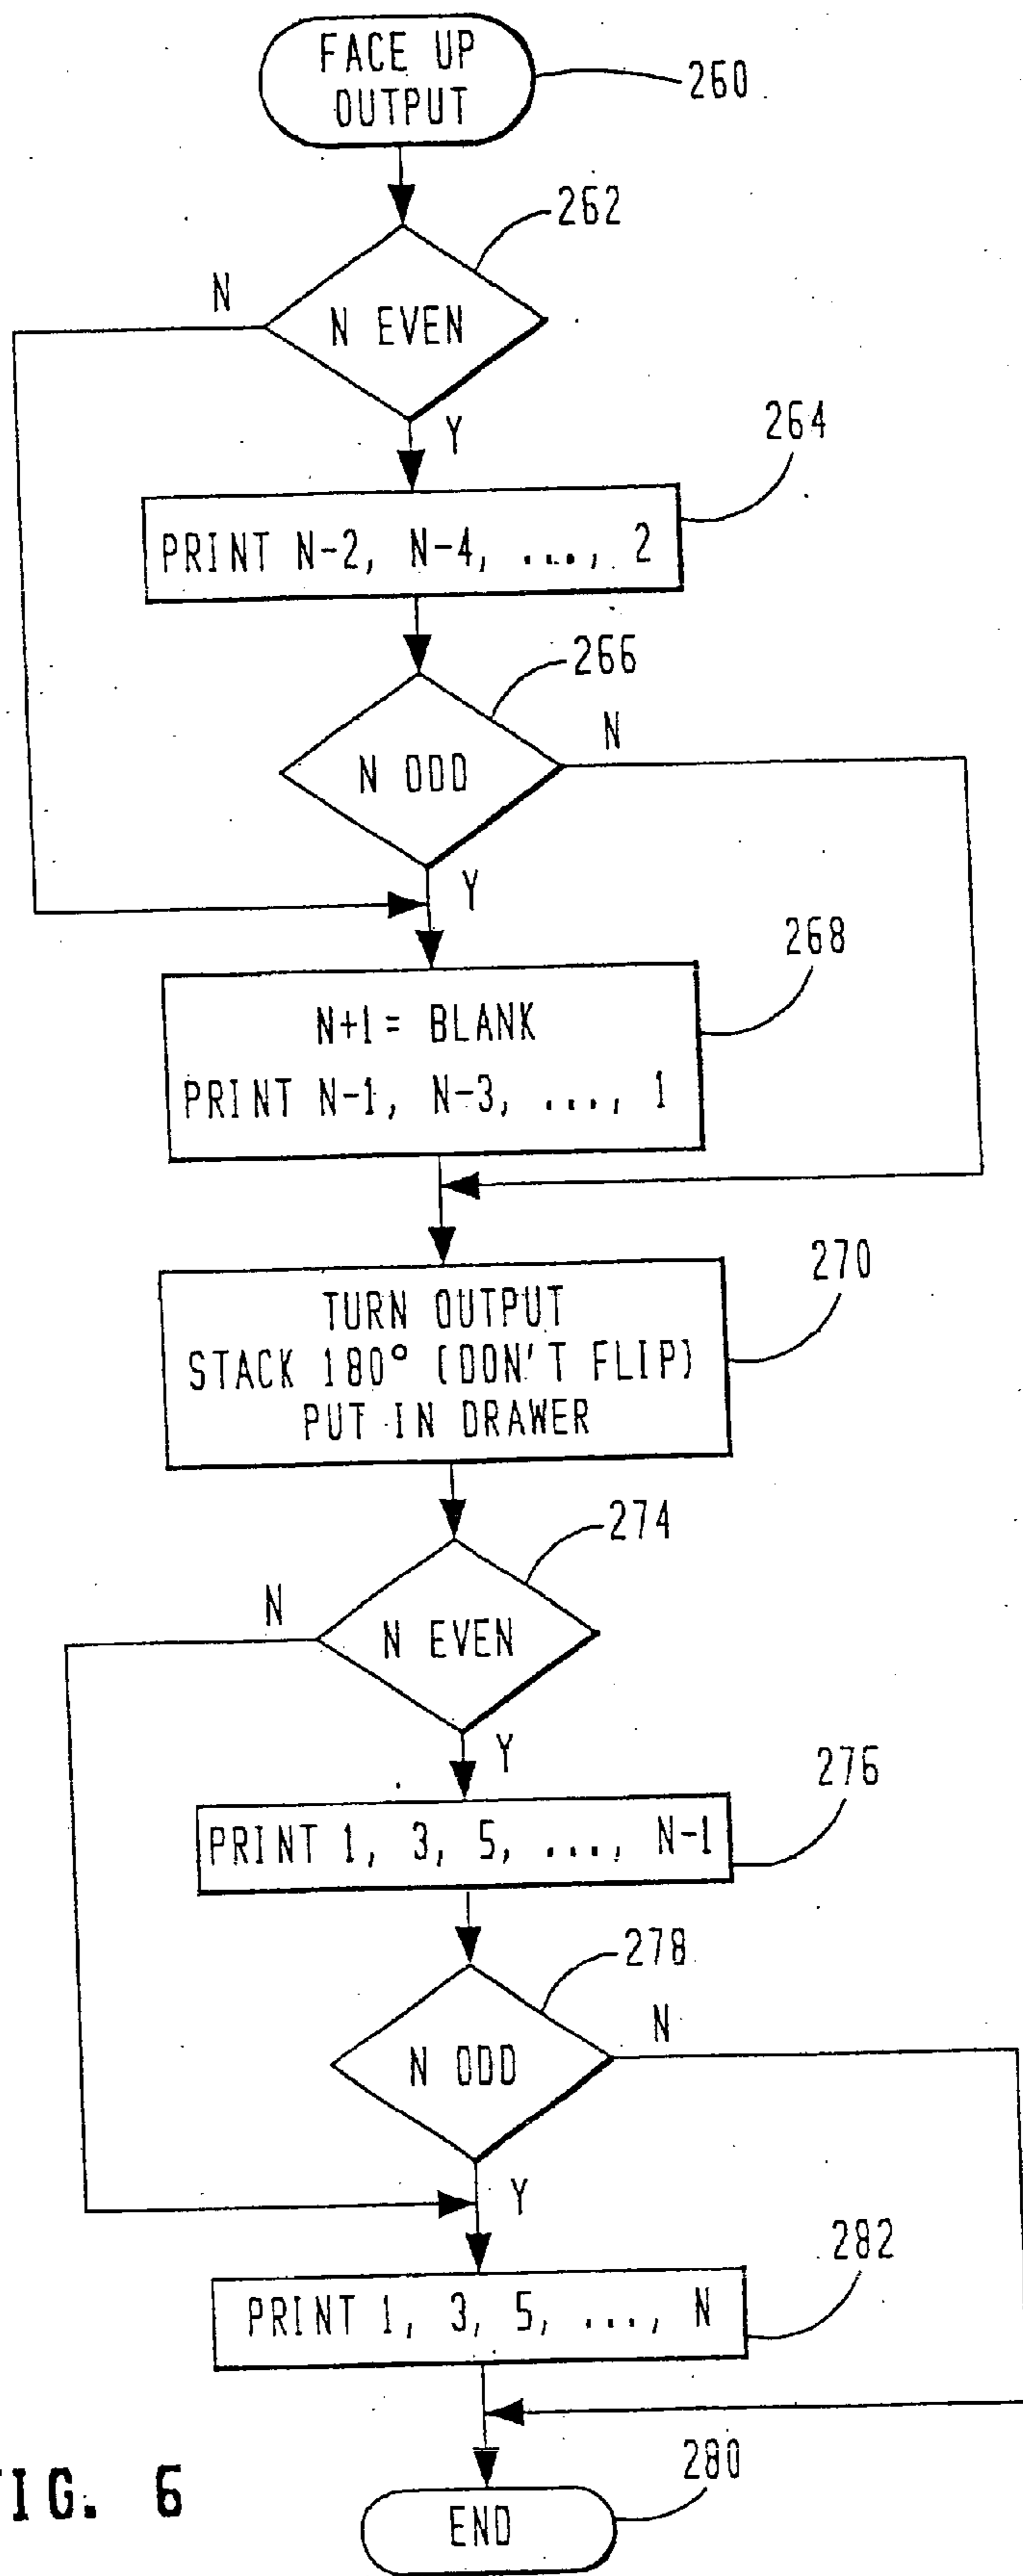 FACE UP
OUTPUT
260
262
N
N EVEN
Y
264
PRINT N-2, N-4, ..., 2
266
N
N ODD
Y
268
N+1= BLANK
PRINT N-1, N-3, ..., 1
270
TURN OUTPUT
STACK 180° (DON'T FLIP)
PUT IN DRAWER
274
N
N EVEN
Y
276
PRINT 1, 3, 5, ..., N-1
278
N
N ODD
Y
282
PRINT 1, 3, 5, ..., N
280
END
IG. 6